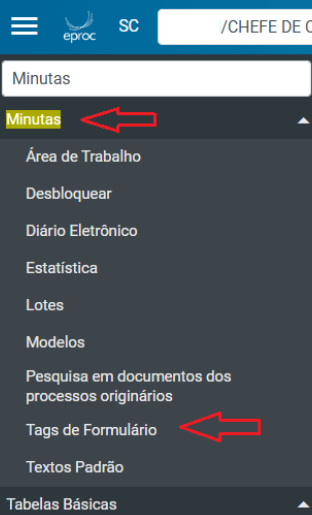 eproc
SC
/CHEFE DE C
Minutas
Minutas
Área de Trabalho
Desbloquear
Diário Eletrônico
Estatística
Lotes
Modelos
Pesquisa em documentos dos
processos originários
Tags de Formulário
Textos Padrão
Tabelas Básicas